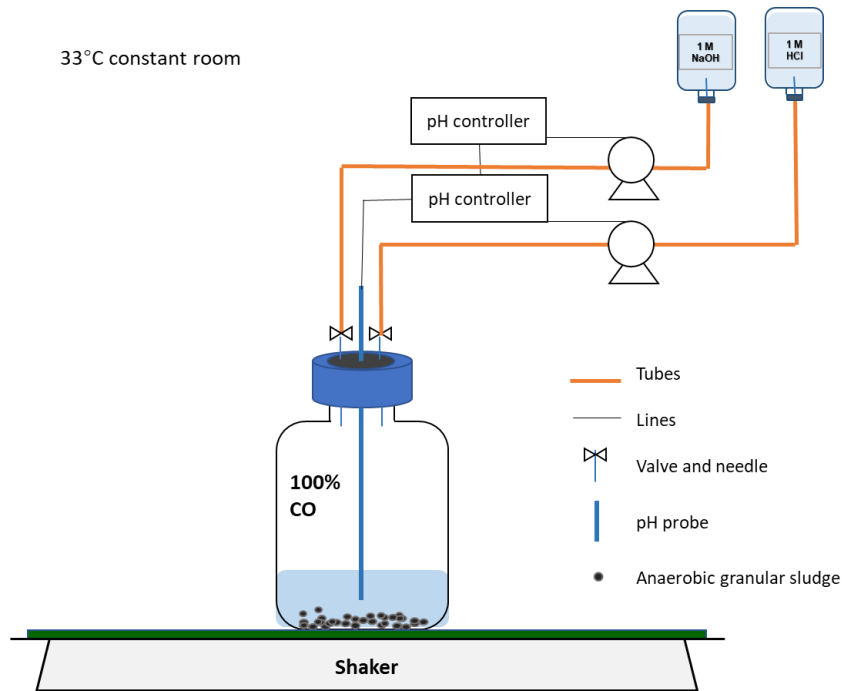 33°C constant room
1 M
NaOH
1 M
HCl
pH controller
pH controller
100%
CO
Tubes
Lines
Valve and needle
pH probe
Anaerobic granular sludge
Shaker